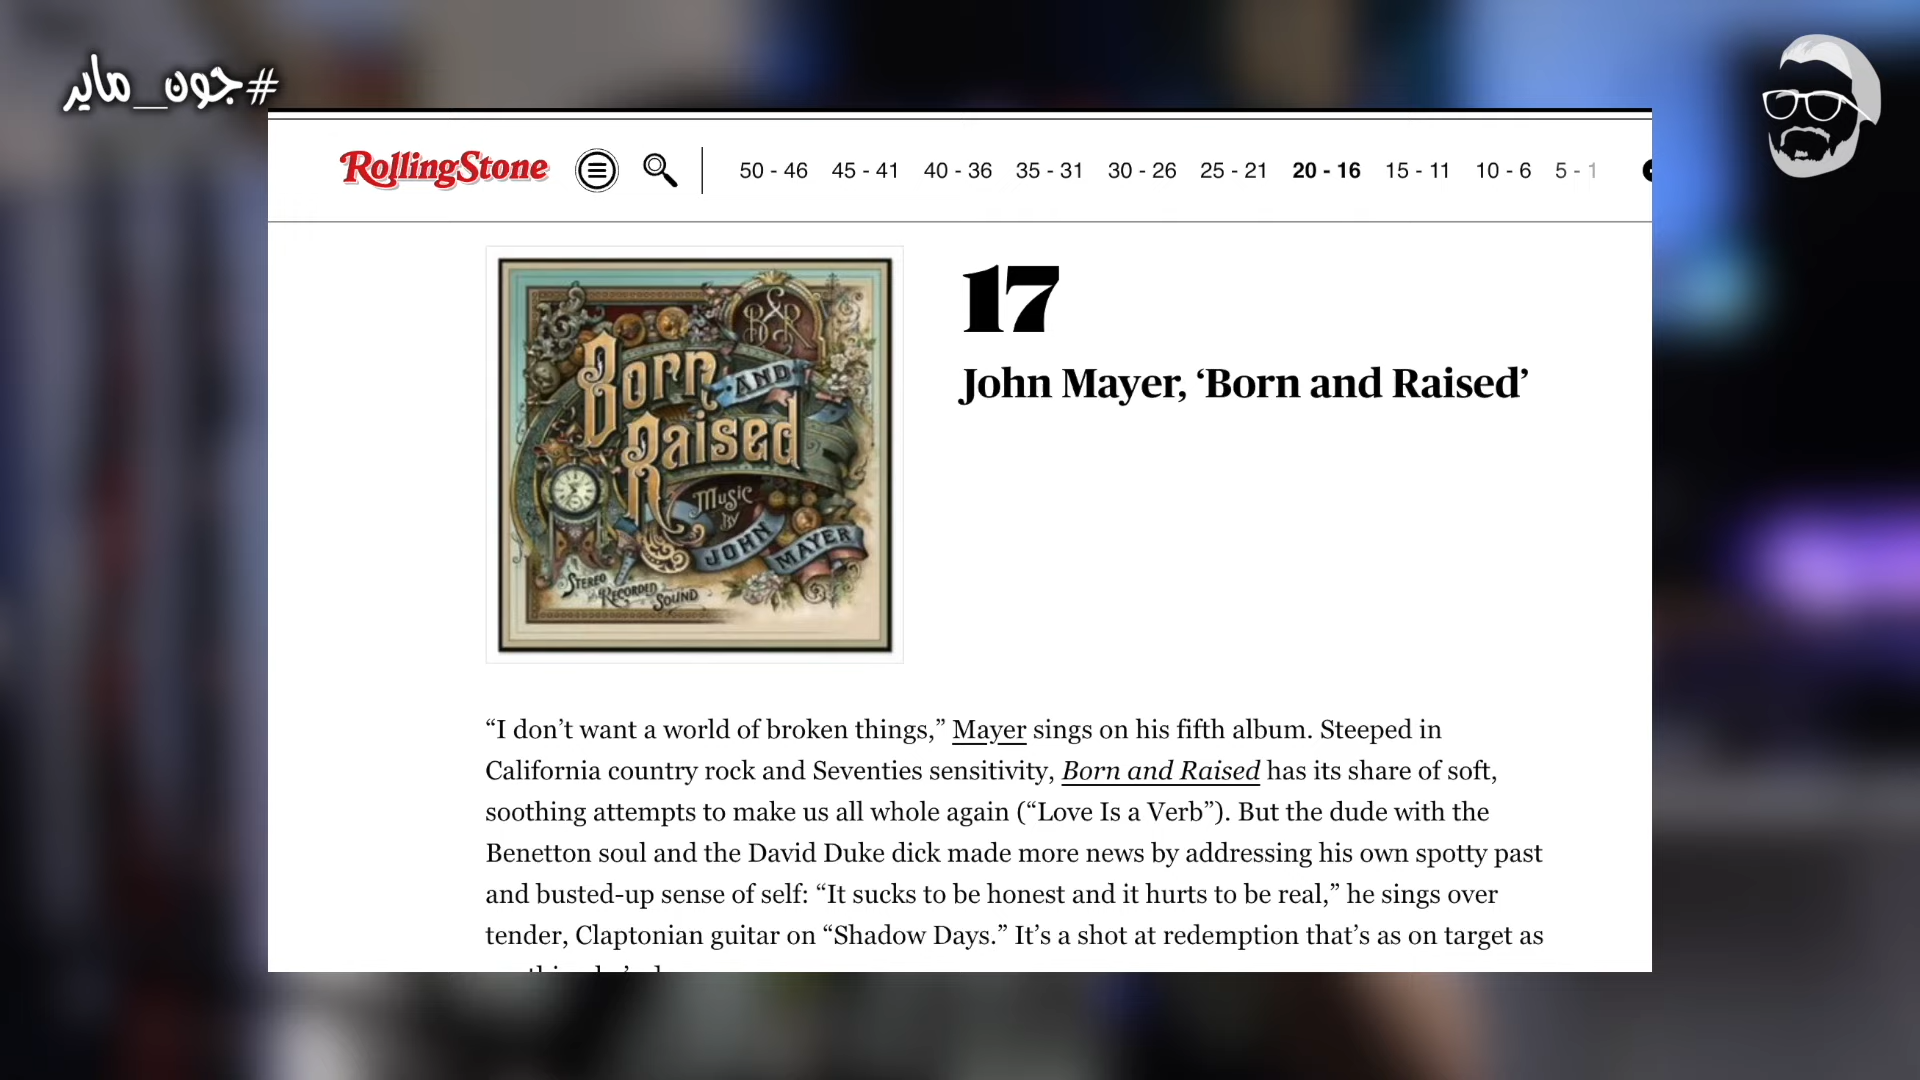 #جون_ماير
RollingStone
50 - 46 45 - 41 40 - 36 35 - 31 30 - 26 25 - 21 20 - 16 15 - 11 10 - 6 5 - 1
B&R
Born
AND
Raised
Music
BY
JOHN
MAYER
STEREO
RECORDED
SOUND
17
John Mayer, ‘Born and Raised’
“I don’t want a world of broken things,” Mayer sings on his fifth album. Steeped in
California country rock and Seventies sensitivity, Born and Raised has its share of soft,
soothing attempts to make us all whole again (“Love Is a Verb”). But the dude with the
Benetton soul and the David Duke dick made more news by addressing his own spotty past
and busted-up sense of self: “It sucks to be honest and it hurts to be real,” he sings over
tender, Claptonian guitar on “Shadow Days.” It’s a shot at redemption that’s as on target as